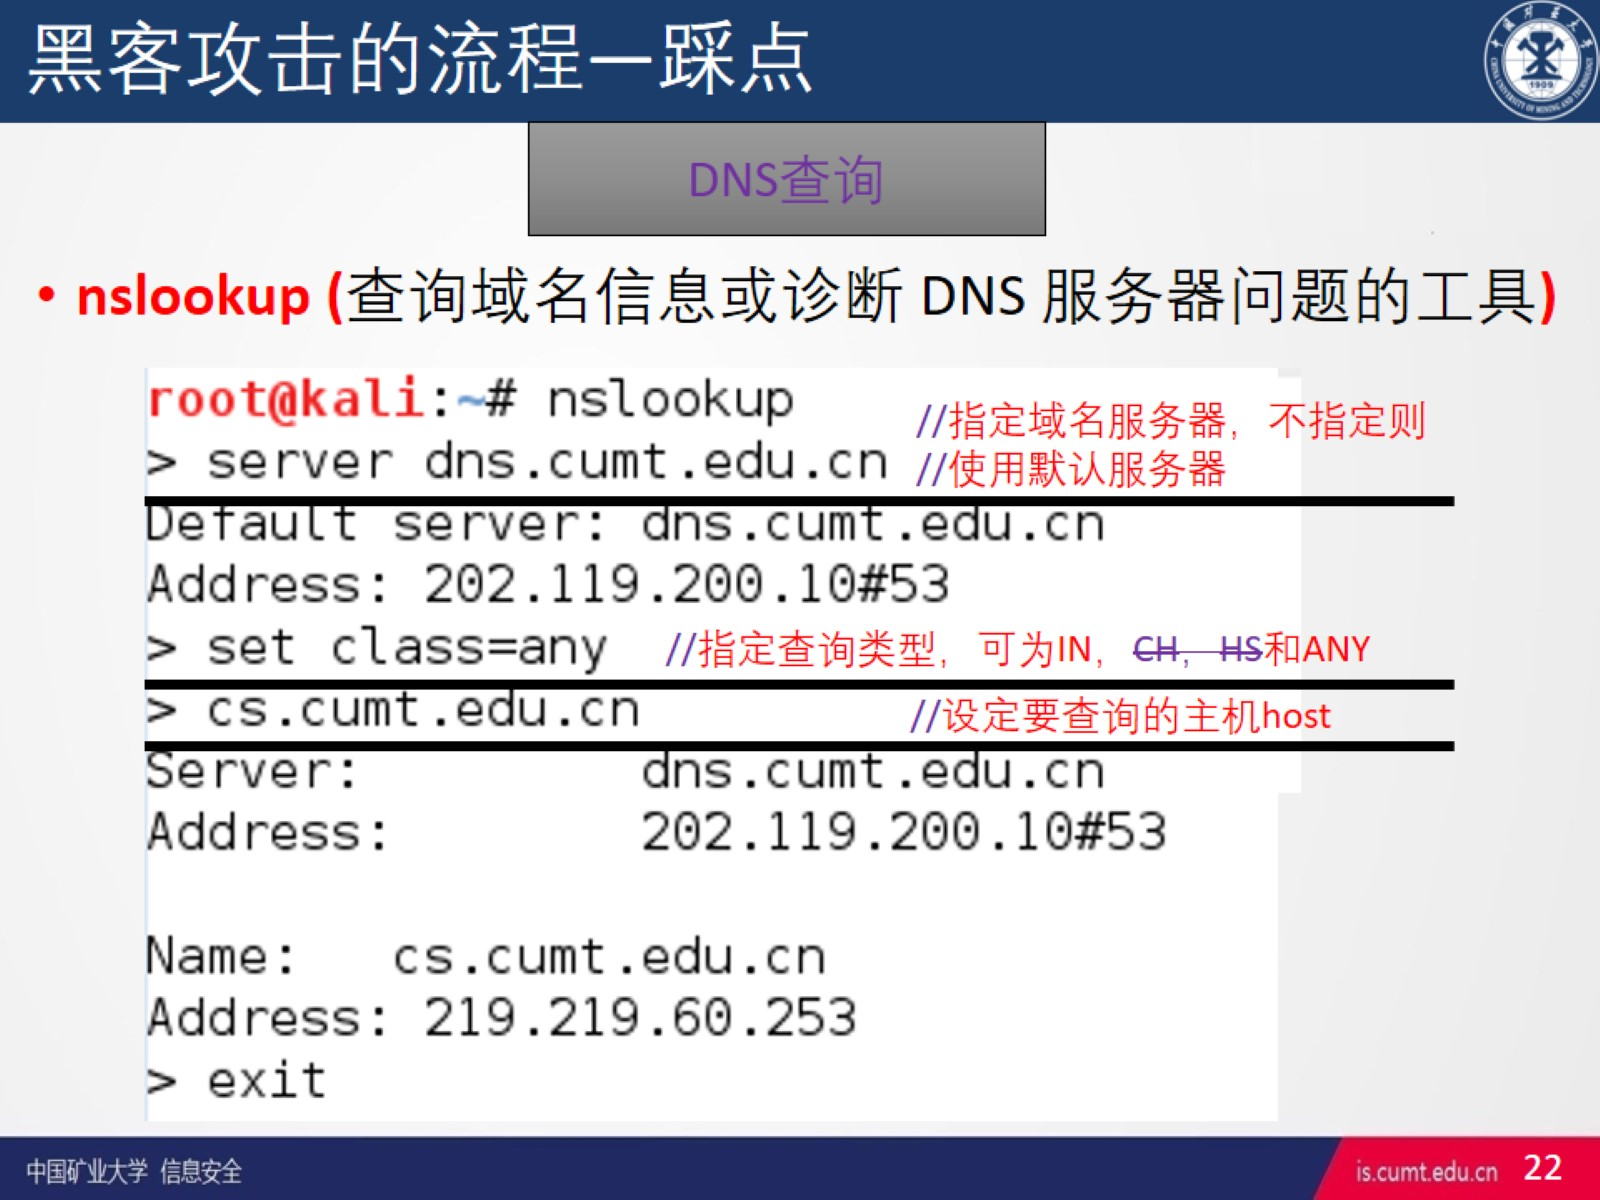 黑客攻击的流程—踩点
DNS查询
• nslookup (查询域名信息或诊断 DNS 服务器问题的工具)
root@kali:~# nslookup
//指定域名服务器，不指定则
> server dns.cumt.edu.cn //使用默认服务器
Default server: dns.cumt.edu.cn
Address: 202.119.200.10#53
> set class=any //指定查询类型，可为IN，CH，HS和ANY
> cs.cumt.edu.cn //设定要查询的主机host
Server: dns.cumt.edu.cn
Address: 202.119.200.10#53
Name: cs.cumt.edu.cn
Address: 219.219.60.253
> exit
中国矿业大学 信息安全
is.cumt.edu.cn 22
CHINA UNIVERSITY OF MINING AND TECHNOLOGY
1909